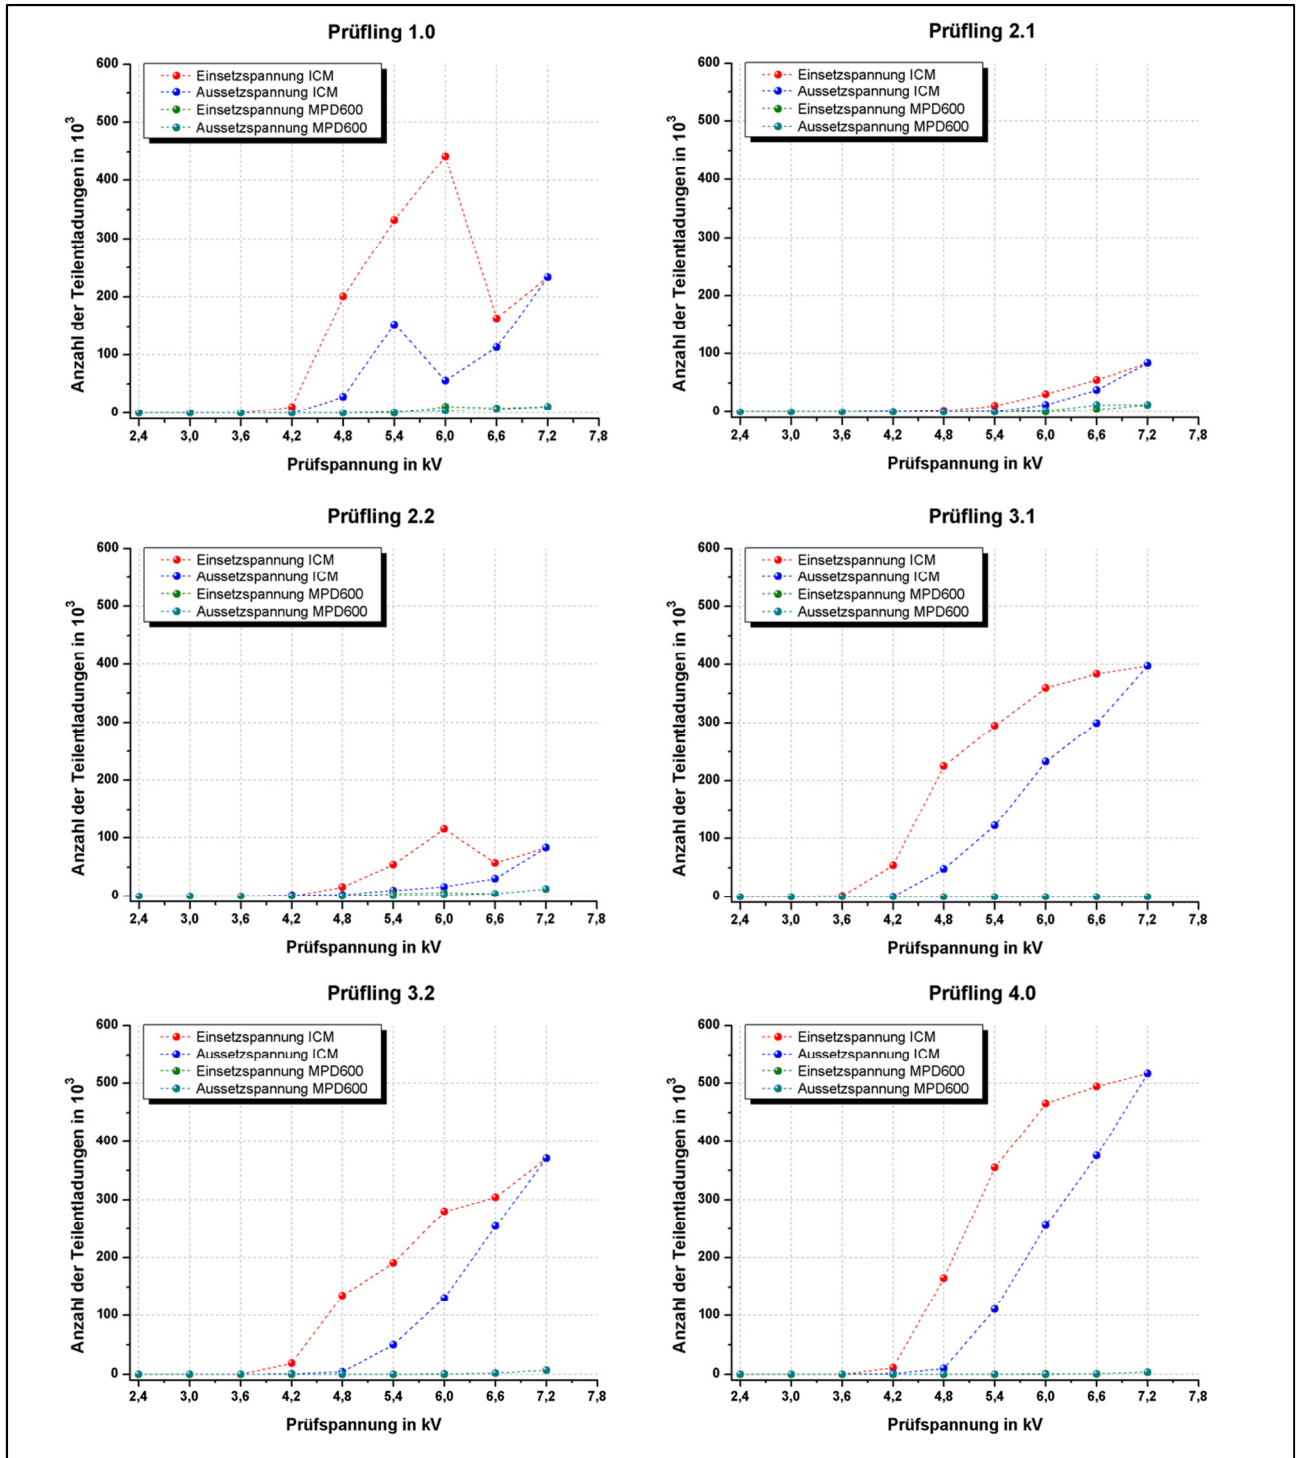 Prüfling 1.0
Einsetzspannung ICM
Aussetzspannung ICM
Einsetzspannung MPD600
Aussetzspannung MPD600
Anzahl der Teilentladungen in 10³
600
500
400
300
200
100
0
2,4 3,0 3,6 4,2 4,8 5,4 6,0 6,6 7,2 7,8
Prüfspannung in kV
Prüfling 2.1
Einsetzspannung ICM
Aussetzspannung ICM
Einsetzspannung MPD600
Aussetzspannung MPD600
Anzahl der Teilentladungen in 10³
600
500
400
300
200
100
0
2,4 3,0 3,6 4,2 4,8 5,4 6,0 6,6 7,2 7,8
Prüfspannung in kV
Prüfling 2.2
Einsetzspannung ICM
Aussetzspannung ICM
Einsetzspannung MPD600
Aussetzspannung MPD600
Anzahl der Teilentladungen in 10³
600
500
400
300
200
100
0
2,4 3,0 3,6 4,2 4,8 5,4 6,0 6,6 7,2 7,8
Prüfspannung in kV
Prüfling 3.1
Einsetzspannung ICM
Aussetzspannung ICM
Einsetzspannung MPD600
Aussetzspannung MPD600
Anzahl der Teilentladungen in 10³
600
500
400
300
200
100
0
2,4 3,0 3,6 4,2 4,8 5,4 6,0 6,6 7,2 7,8
Prüfspannung in kV
Prüfling 3.2
Einsetzspannung ICM
Aussetzspannung ICM
Einsetzspannung MPD600
Aussetzspannung MPD600
Anzahl der Teilentladungen in 10³
600
500
400
300
200
100
0
2,4 3,0 3,6 4,2 4,8 5,4 6,0 6,6 7,2 7,8
Prüfspannung in kV
Prüfling 4.0
Einsetzspannung ICM
Aussetzspannung ICM
Einsetzspannung MPD600
Aussetzspannung MPD600
Anzahl der Teilentladungen in 10³
600
500
400
300
200
100
0
2,4 3,0 3,6 4,2 4,8 5,4 6,0 6,6 7,2 7,8
Prüfspannung in kV